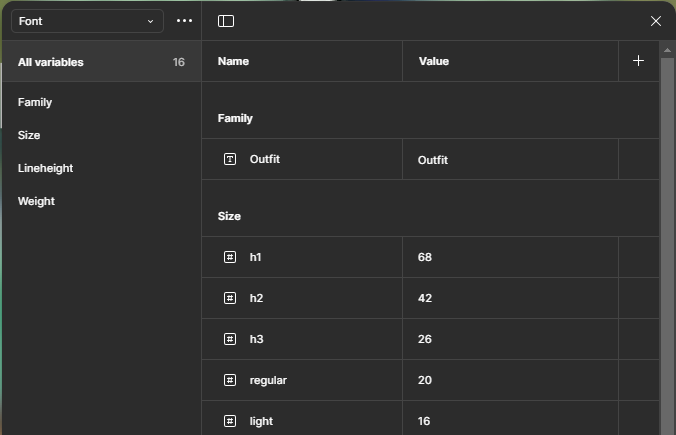 Font
All variables 16
Family
Size
Lineheight
Weight
Name Value
Family
Outfit Outfit
Size
h1 68
h2 42
h3 26
regular 20
light 16